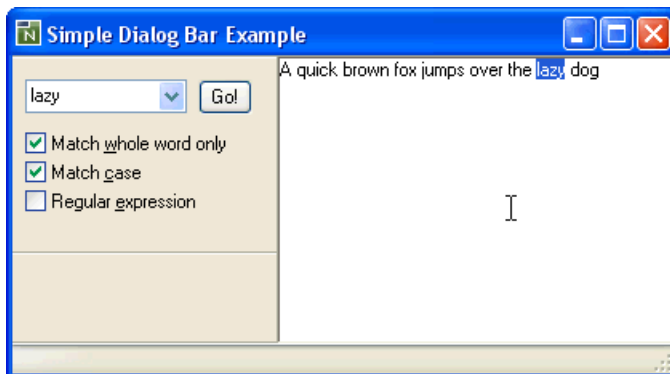 Simple Dialog Bar Example
lazy
Go!
Match whole word only
Match case
Regular expression
A quick brown fox jumps over the lazy dog